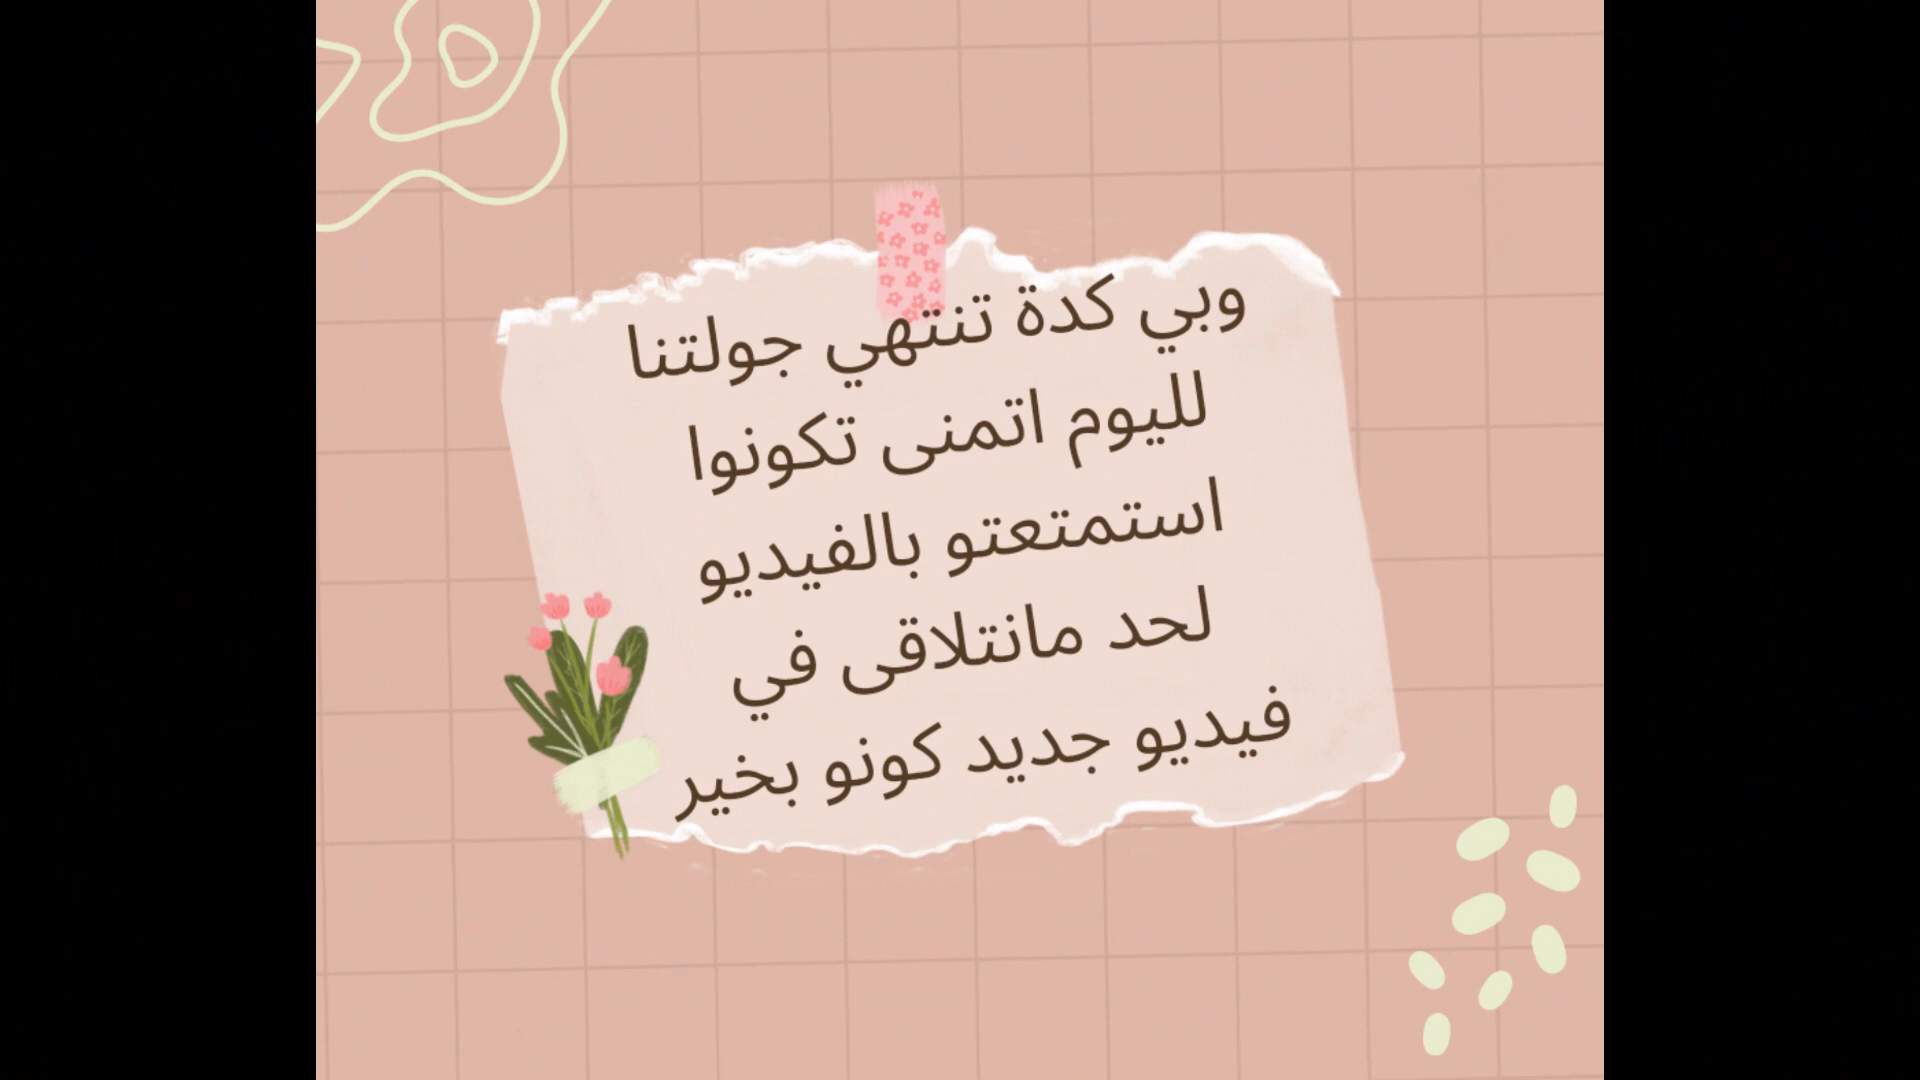 وبي كدة تنتهي جولتنا
لليوم اتمنى تكونوا
استمتعتو بالفيديو
لحد مانتلاقى في
فيديو جديد كونو بخير